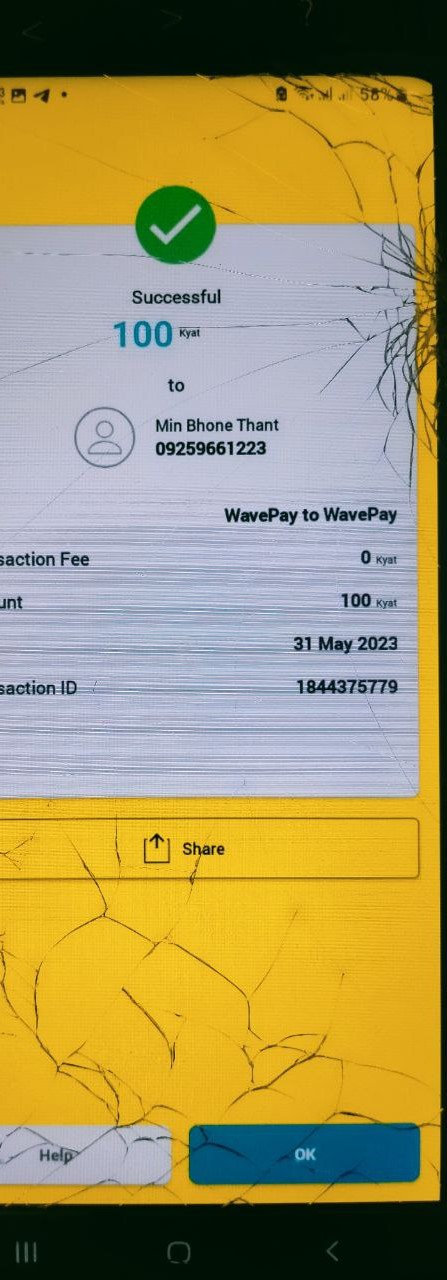 58%
Successful
100 Kyat
to
Min Bhone Thant
09259661223
WavePay to WavePay
saction Fee 0 Kyat
unt 100 Kyat
31 May 2023
saction ID 1844375779
Share
Help OK